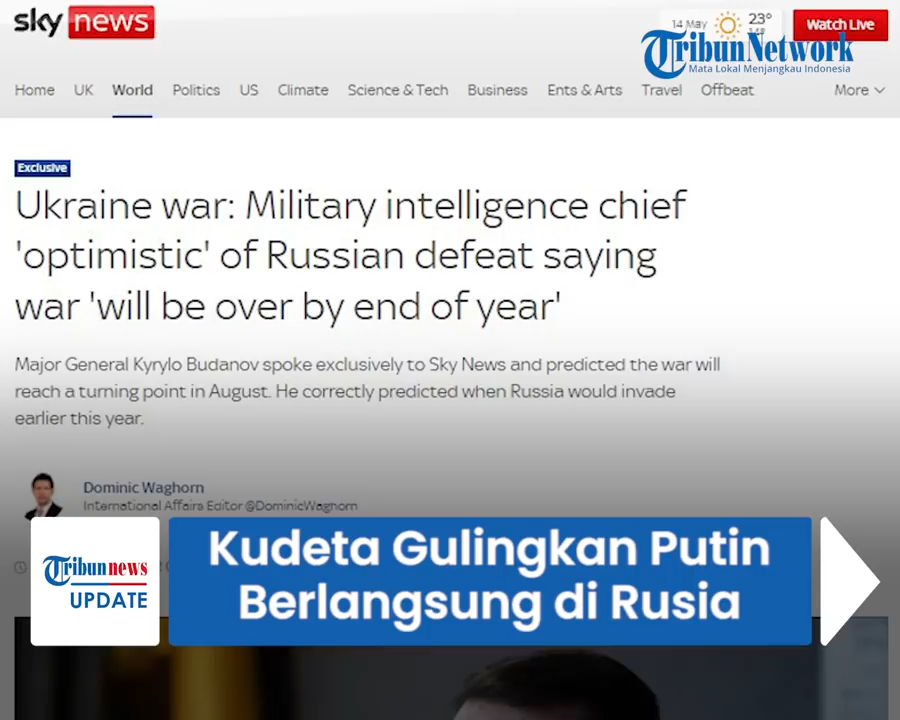 sky news
14 May
23°
14°
Watch Live
TribunNetwork
Mata Lokal Menjangkau Indonesia
Home UK World Politics US Climate Science & Tech Business Ents & Arts Travel Offbeat More
Exclusive
Ukraine war: Military intelligence chief
'optimistic' of Russian defeat saying
war 'will be over by end of year'
Major General Kyrylo Budanov spoke exclusively to Sky News and predicted the war will
reach a turning point in August. He correctly predicted when Russia would invade
earlier this year.
Dominic Waghorn
International Affairs Editor @DominicWaghorn
Tribunnews
UPDATE
Kudeta Gulingkan Putin
Berlangsung di Rusia